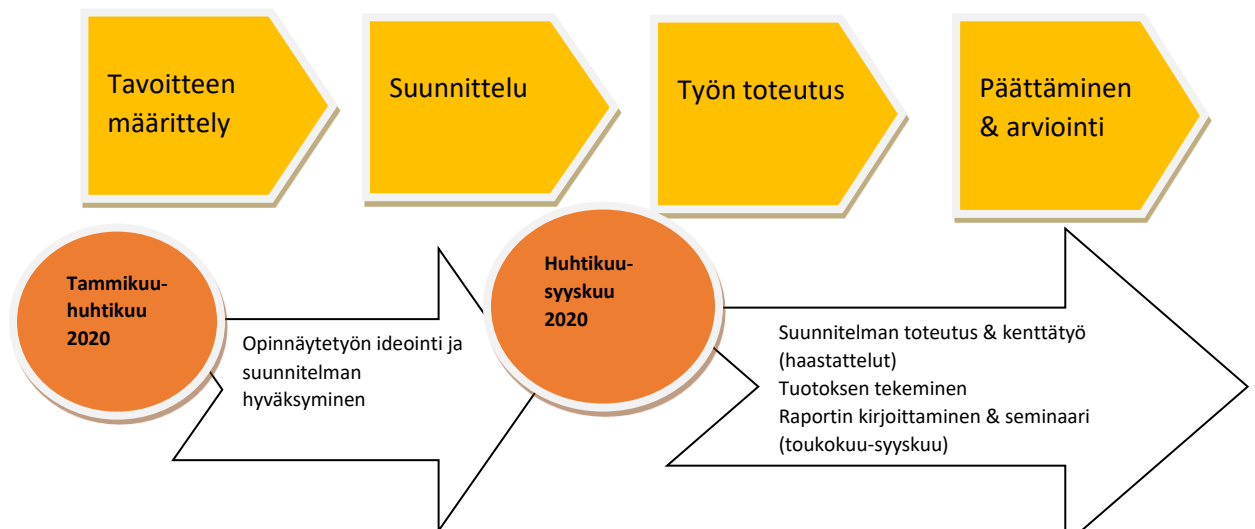 Tavoitteen
määrittely
Suunnittelu
Työn toteutus
Päättäminen
& arviointi
Tammikuu-
huhtikuu
2020
Opinnäytetyön ideointi ja
suunnitelman
hyväksyminen
Huhtikuu-
syyskuu
2020
Suunnitelman toteutus & kenttätyö
(haastattelut)
Tuotoksen tekeminen
Raportin kirjoittaminen & seminaari
(toukokuu-syyskuu)